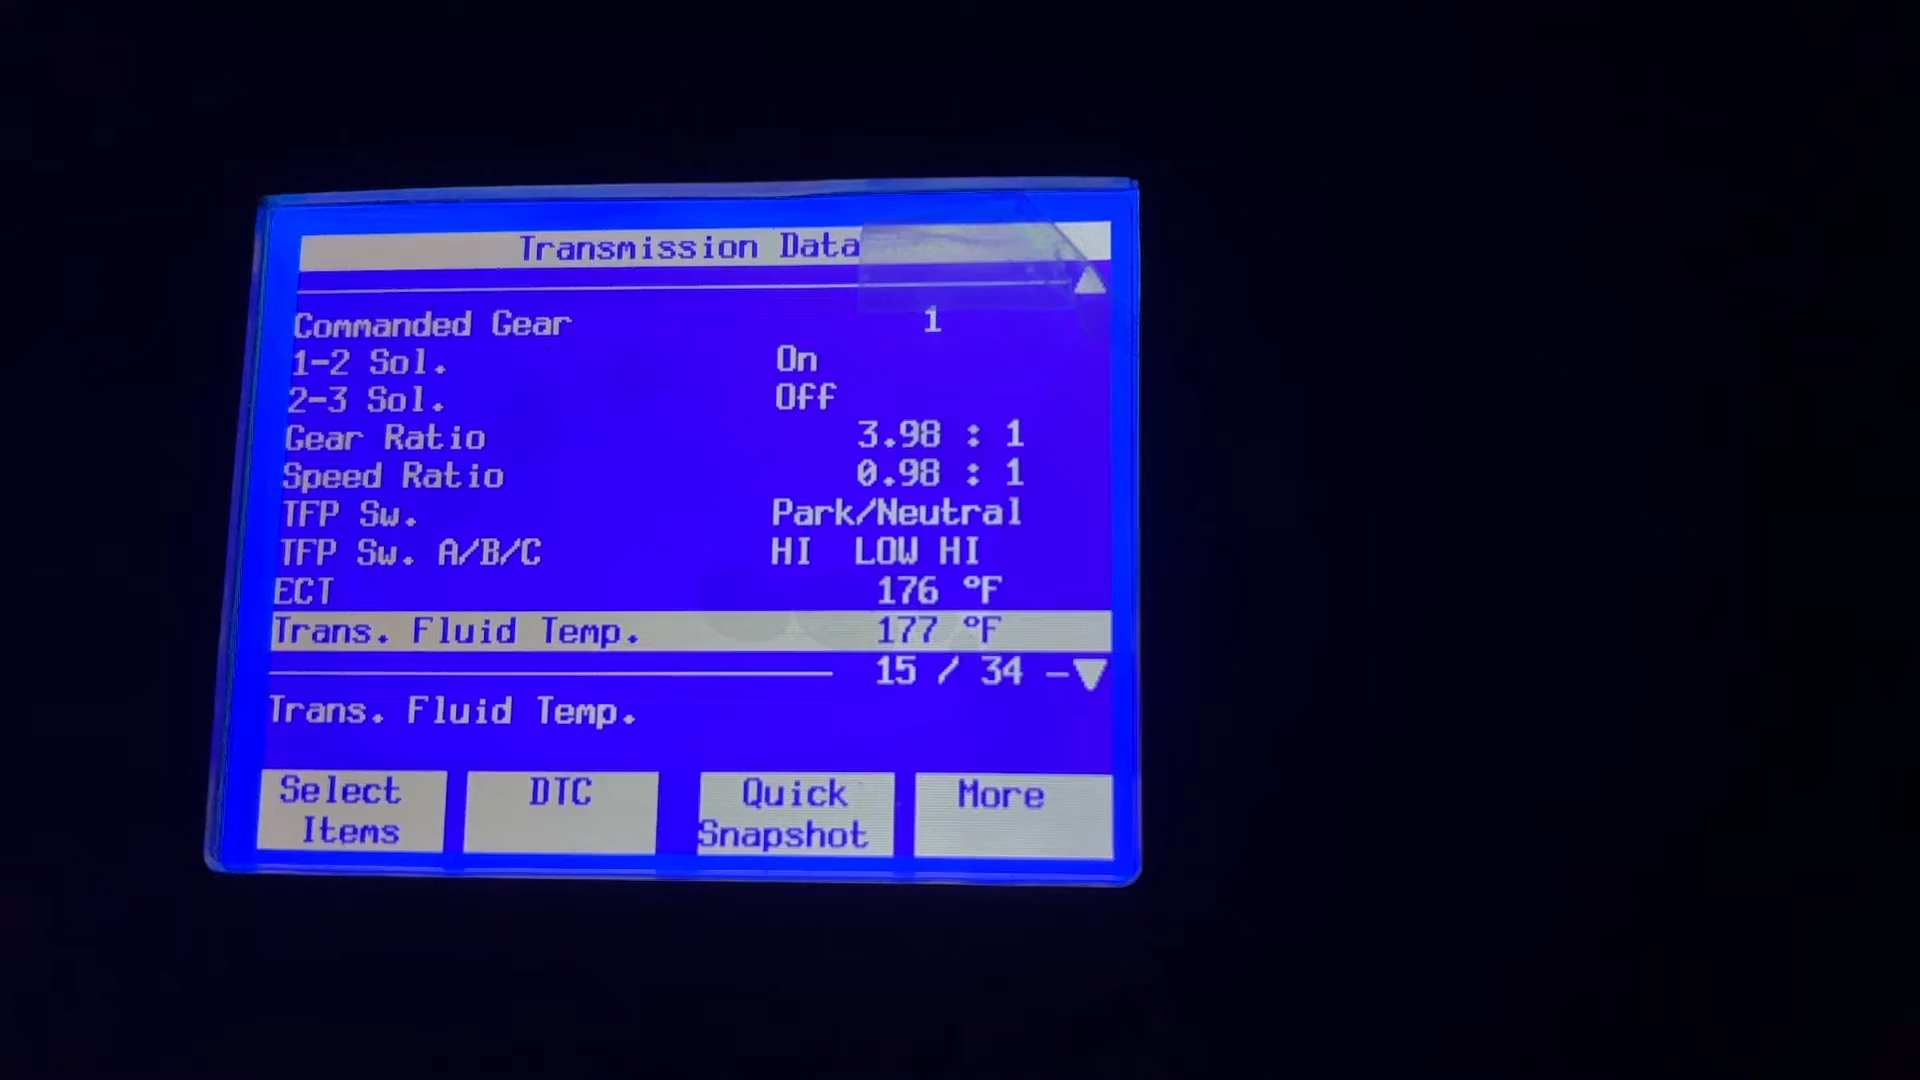 Transmission Data
Commanded Gear 1
1-2 Sol. On
2-3 Sol. Off
Gear Ratio 3.98 : 1
Speed Ratio 0.98 : 1
TFP Sw. Park/Neutral
TFP Sw. A/B/C HI LOW HI
ECT 176 °F
Trans. Fluid Temp. 177 °F
15 / 34
Trans. Fluid Temp.
Select Items
DTC
Quick Snapshot
More